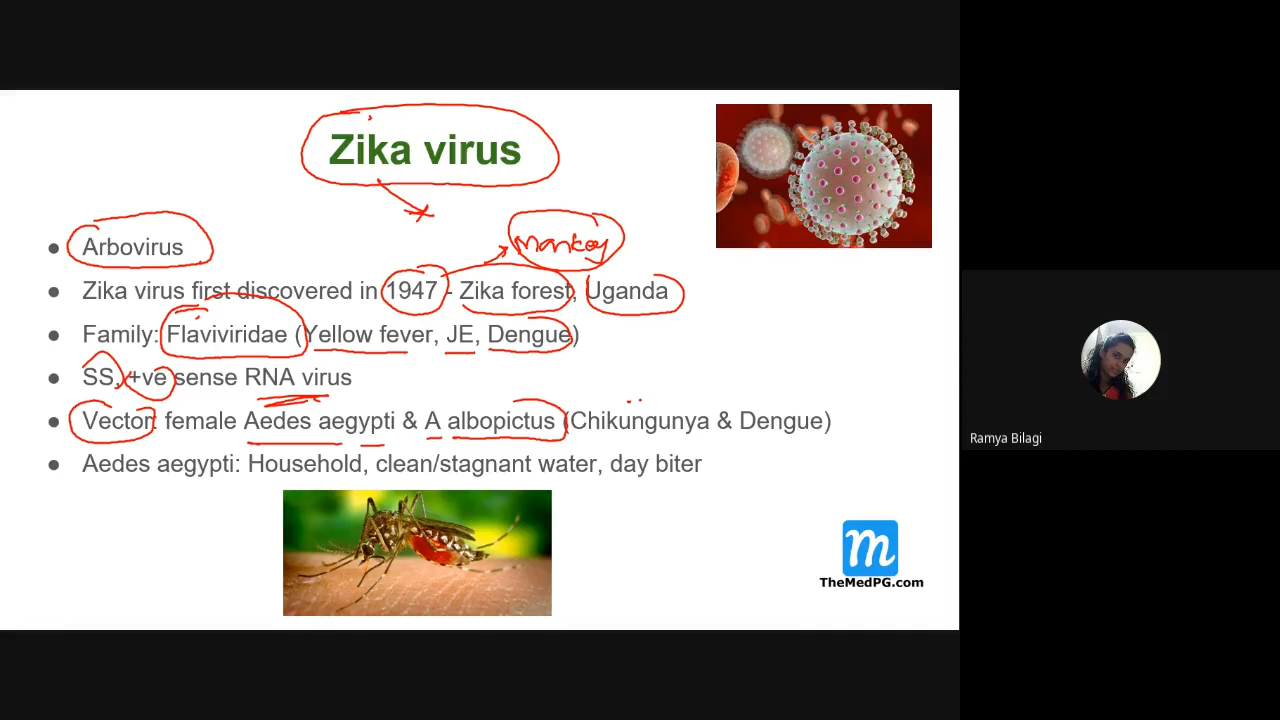 Zika virus
Arbovirus
Monkey
Zika virus first discovered in 1947 - Zika forest, Uganda
Family: Flaviviridae (Yellow fever, JE, Dengue)
SS, +ve sense RNA virus
Vector: female Aedes aegypti & A albopictus (Chikungunya & Dengue)
Aedes aegypti: Household, clean/stagnant water, day biter
m
TheMedPG.com
Ramya Bilagi